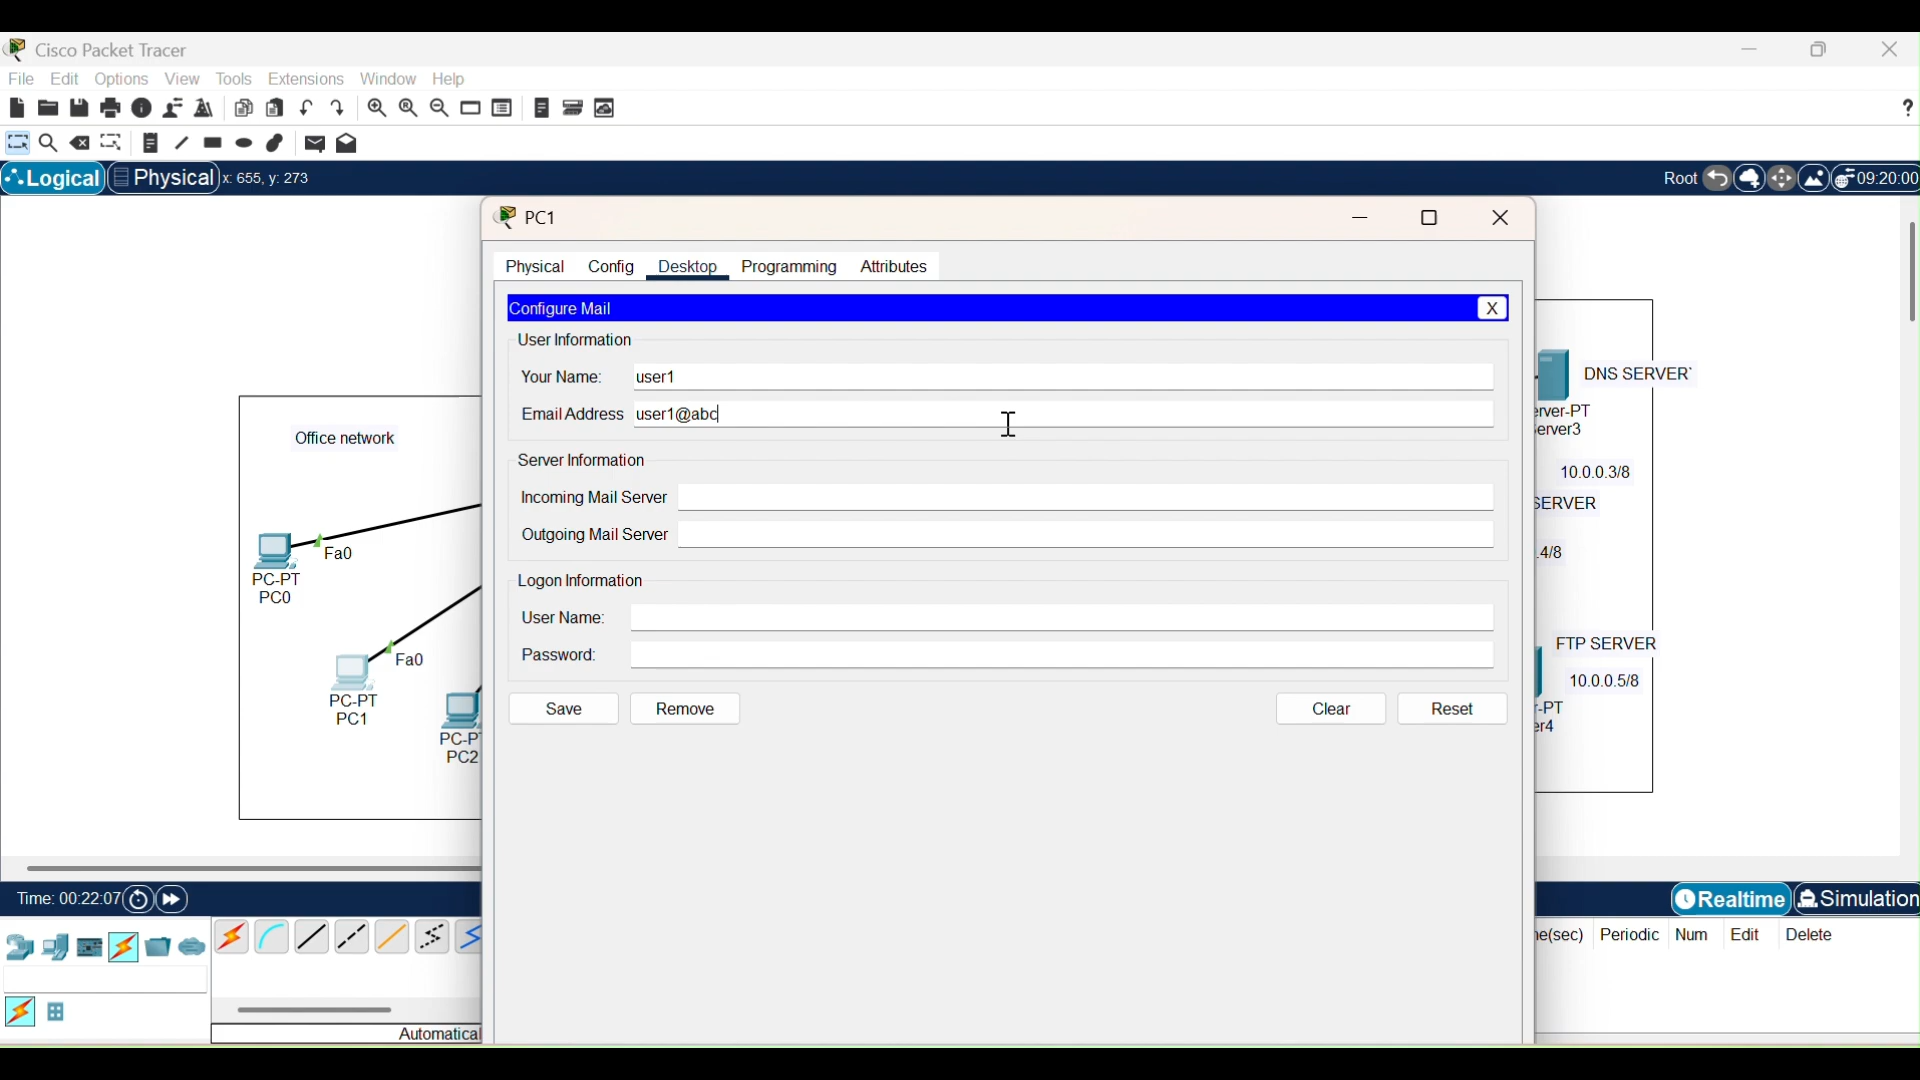 Cisco Packet Tracer
File Edit Options View Tools Extensions Window Help
?
Logical Physical x: 655, y: 273 Root 09:20:00
PC1
Physical Config Desktop Programming Attributes
Configure Mail X
User Information
Your Name: user1
Email Address user1@abc
Server Information
Incoming Mail Server
Outgoing Mail Server
Logon Information
User Name:
Password:
Save Remove Clear Reset
Office network
Fa0
PC-PT
PC0
Fa0
PC-PT
PC1
PC-P
PC2
DNS SERVER`
erver-PT
erver3
10.0.0.3/8
SERVER
.4/8
FTP SERVER
10.0.0.5/8
-PT
er4
Time: 00:22:07 Realtime Simulation
e(sec) Periodic Num Edit Delete
Automatical